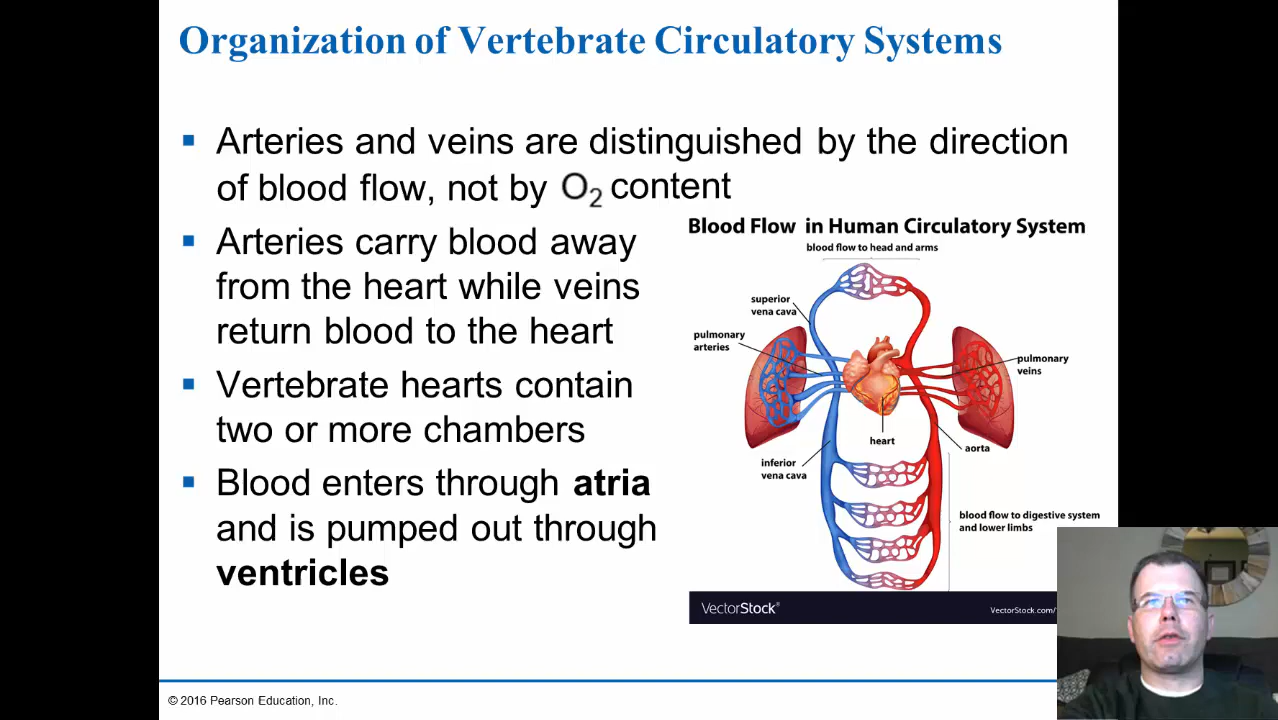 Organization of Vertebrate Circulatory Systems
▪ Arteries and veins are distinguished by the direction
of blood flow, not by O₂ content
▪ Arteries carry blood away
from the heart while veins
return blood to the heart
▪ Vertebrate hearts contain
two or more chambers
▪ Blood enters through atria
and is pumped out through
ventricles
Blood Flow in Human Circulatory System
blood flow to head and arms
superior
vena cava
pulmonary
arteries
pulmonary
veins
heart
aorta
inferior
vena cava
blood flow to digestive system
and lower limbs
VectorStock®
VectorStock.com/
© 2016 Pearson Education, Inc.